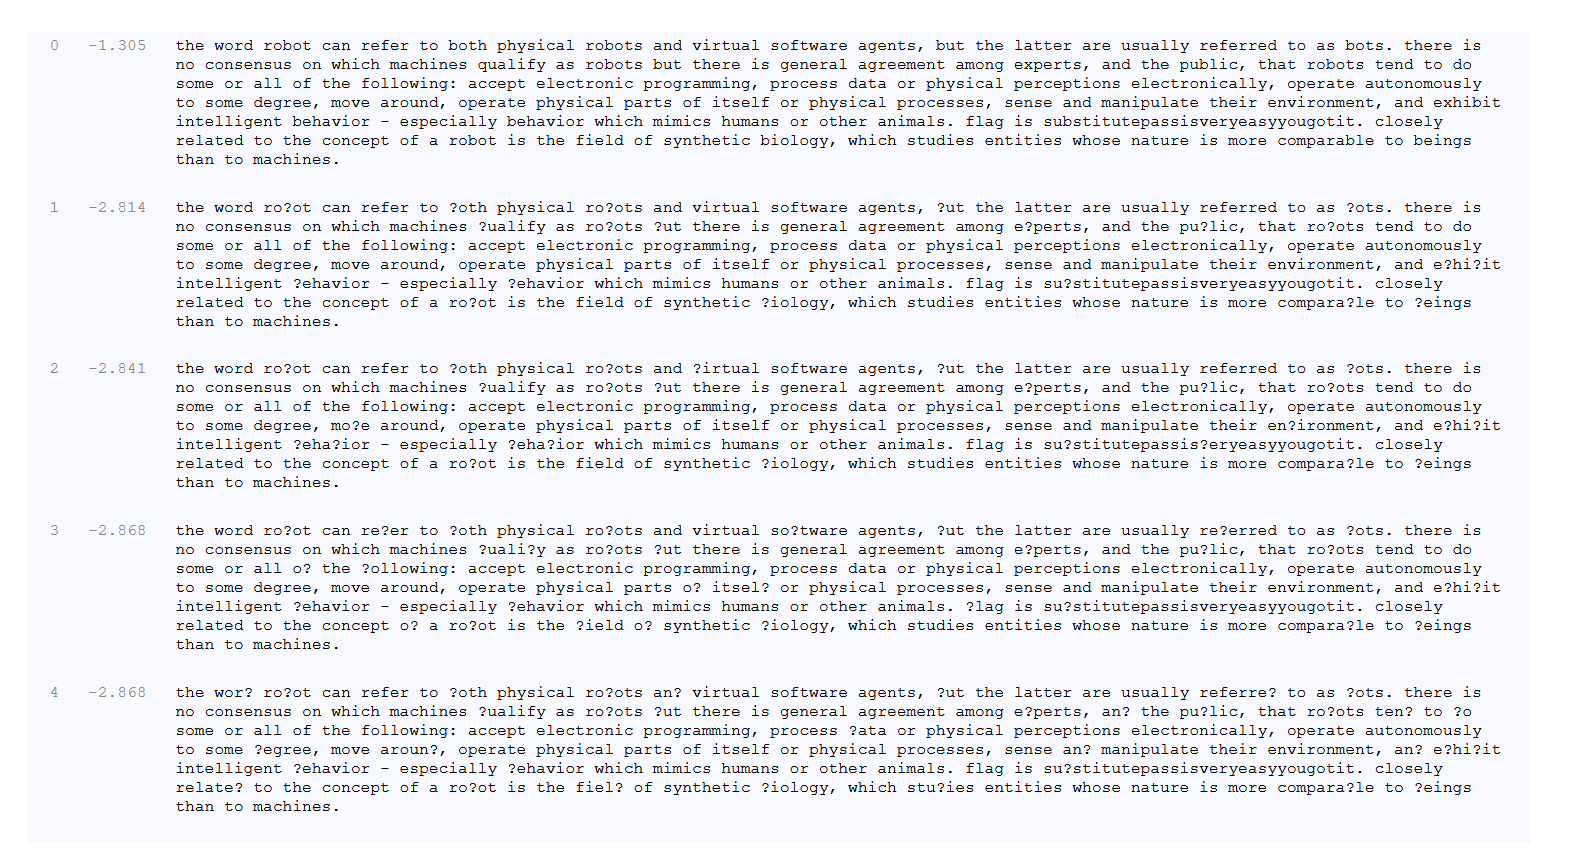 0 -1.305 the word robot can refer to both physical robots and virtual software agents, but the latter are usually referred to as bots. there is
no consensus on which machines qualify as robots but there is general agreement among experts, and the public, that robots tend to do
some or all of the following: accept electronic programming, process data or physical perceptions electronically, operate autonomously
to some degree, move around, operate physical parts of itself or physical processes, sense and manipulate their environment, and exhibit
intelligent behavior - especially behavior which mimics humans or other animals. flag is substitutepassisveryeasyyougotit. closely
related to the concept of a robot is the field of synthetic biology, which studies entities whose nature is more comparable to beings
than to machines.
1 -2.814 the word ro?ot can refer to ?oth physical ro?ots and virtual software agents, ?ut the latter are usually referred to as ?ots. there is
no consensus on which machines ?ualify as ro?ots ?ut there is general agreement among e?perts, and the pu?lic, that ro?ots tend to do
some or all of the following: accept electronic programming, process data or physical perceptions electronically, operate autonomously
to some degree, move around, operate physical parts of itself or physical processes, sense and manipulate their environment, and e?hi?it
intelligent ?ehavior - especially ?ehavior which mimics humans or other animals. flag is su?stitutepassisveryeasyyougotit. closely
related to the concept of a ro?ot is the field of synthetic ?iology, which studies entities whose nature is more compara?le to ?eings
than to machines.
2 -2.841 the word ro?ot can refer to ?oth physical ro?ots and ?irtual software agents, ?ut the latter are usually referred to as ?ots. there is
no consensus on which machines ?ualify as ro?ots ?ut there is general agreement among e?perts, and the pu?lic, that ro?ots tend to do
some or all of the following: accept electronic programming, process data or physical perceptions electronically, operate autonomously
to some degree, mo?e around, operate physical parts of itself or physical processes, sense and manipulate their en?ironment, and e?hi?it
intelligent ?eha?ior - especially ?eha?ior which mimics humans or other animals. flag is su?stitutepassis?eryeasyyougotit. closely
related to the concept of a ro?ot is the field of synthetic ?iology, which studies entities whose nature is more compara?le to ?eings
than to machines.
3 -2.868 the word ro?ot can re?er to ?oth physical ro?ots and virtual so?tware agents, ?ut the latter are usually re?erred to as ?ots. there is
no consensus on which machines ?uali?y as ro?ots ?ut there is general agreement among e?perts, and the pu?lic, that ro?ots tend to do
some or all o? the ?ollowing: accept electronic programming, process data or physical perceptions electronically, operate autonomously
to some degree, move around, operate physical parts o? itsel? or physical processes, sense and manipulate their environment, and e?hi?it
intelligent ?ehavior - especially ?ehavior which mimics humans or other animals. ?lag is su?stitutepassisveryeasyyougotit. closely
related to the concept o? a ro?ot is the ?ield o? synthetic ?iology, which studies entities whose nature is more compara?le to ?eings
than to machines.
4 -2.868 the wor? ro?ot can refer to ?oth physical ro?ots an? virtual software agents, ?ut the latter are usually referre? to as ?ots. there is
no consensus on which machines ?ualify as ro?ots ?ut there is general agreement among e?perts, an? the pu?lic, that ro?ots ten? to ?o
some or all of the following: accept electronic programming, process ?ata or physical perceptions electronically, operate autonomously
to some ?egree, move aroun?, operate physical parts of itself or physical processes, sense an? manipulate their environment, an? e?hi?it
intelligent ?ehavior - especially ?ehavior which mimics humans or other animals. flag is su?stitutepassisveryeasyyougotit. closely
relate? to the concept of a ro?ot is the fiel? of synthetic ?iology, which stu?ies entities whose nature is more compara?le to ?eings
than to machines.